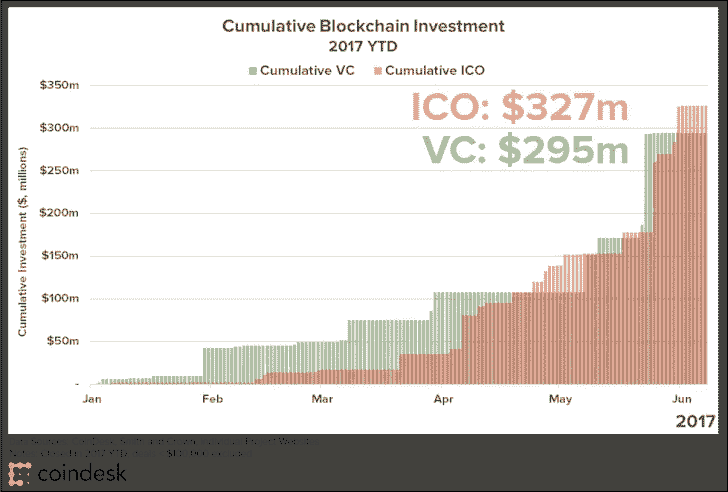 Cumulative Blockchain Investment
2017 YTD
Cumulative VC Cumulative ICO
ICO: $327m
VC: $295m
Cumulative Investment ($, millions)
$350m
$300m
$250m
$200m
$150m
$100m
$50m
-
Jan Feb Mar Apr May Jun
2017
coindesk